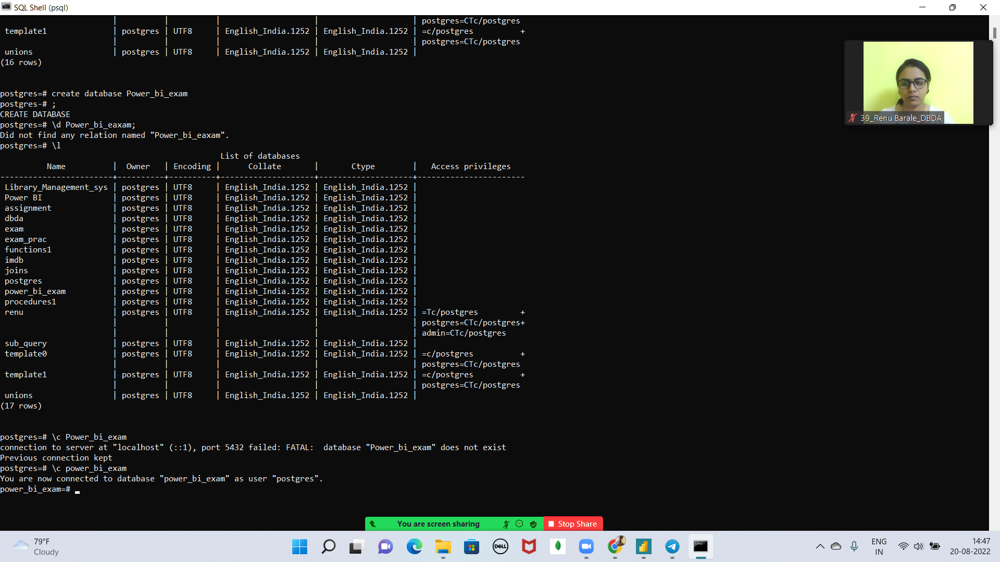 SQL Shell (psql)
| | | | | postgres=CTc/postgres
template1 | postgres | UTF8 | English_India.1252 | English_India.1252 | =c/postgres +
| | | | | postgres=CTc/postgres
unions | postgres | UTF8 | English_India.1252 | English_India.1252 |
(16 rows)
39_Renu Barale_DBDA
postgres=# create database Power_bi_exam
postgres-# ;
CREATE DATABASE
postgres=# \d Power_bi_eaxam;
Did not find any relation named "Power_bi_eaxam".
postgres=# \l
List of databases
Name | Owner | Encoding | Collate | Ctype | Access privileges
------------------------+----------+----------+---------------------+--------------------+-----------------------
Library_Management_sys | postgres | UTF8 | English_India.1252 | English_India.1252 |
Power BI | postgres | UTF8 | English_India.1252 | English_India.1252 |
assignment | postgres | UTF8 | English_India.1252 | English_India.1252 |
dbda | postgres | UTF8 | English_India.1252 | English_India.1252 |
exam | postgres | UTF8 | English_India.1252 | English_India.1252 |
exam_prac | postgres | UTF8 | English_India.1252 | English_India.1252 |
functions1 | postgres | UTF8 | English_India.1252 | English_India.1252 |
imdb | postgres | UTF8 | English_India.1252 | English_India.1252 |
joins | postgres | UTF8 | English_India.1252 | English_India.1252 |
postgres | postgres | UTF8 | English_India.1252 | English_India.1252 |
power_bi_exam | postgres | UTF8 | English_India.1252 | English_India.1252 |
procedures1 | postgres | UTF8 | English_India.1252 | English_India.1252 |
renu | postgres | UTF8 | English_India.1252 | English_India.1252 | =Tc/postgres +
| | | | | postgres=CTc/postgres+
| | | | | admin=CTc/postgres
sub_query | postgres | UTF8 | English_India.1252 | English_India.1252 |
template0 | postgres | UTF8 | English_India.1252 | English_India.1252 | =c/postgres +
| | | | | postgres=CTc/postgres
template1 | postgres | UTF8 | English_India.1252 | English_India.1252 | =c/postgres +
| | | | | postgres=CTc/postgres
unions | postgres | UTF8 | English_India.1252 | English_India.1252 |
(17 rows)
postgres=# \c Power_bi_exam
connection to server at "localhost" (::1), port 5432 failed: FATAL:  database "Power_bi_exam" does not exist
Previous connection kept
postgres=# \c power_bi_exam
You are now connected to database "power_bi_exam" as user "postgres".
power_bi_exam=# _
You are screen sharing
Stop Share
79°F
Cloudy
DELL
ENG
IN
14:47
20-08-2022